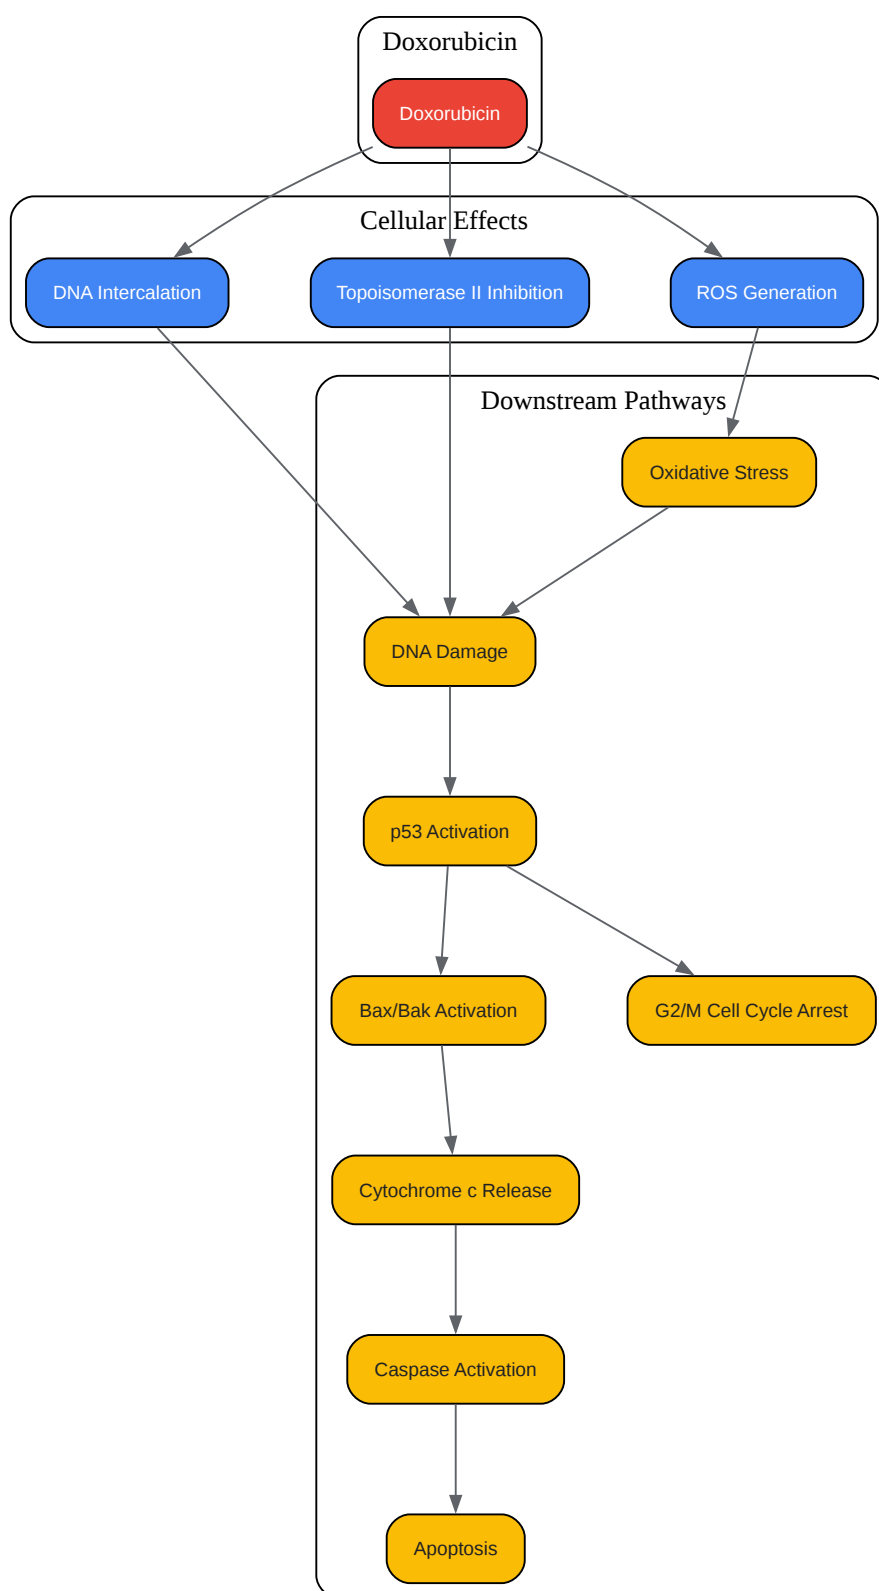 Doxorubicin
Doxorubicin
Cellular Effects
DNA Intercalation
Topoisomerase II Inhibition
ROS Generation
Downstream Pathways
Oxidative Stress
DNA Damage
p53 Activation
Bax/Bak Activation
G2/M Cell Cycle Arrest
Cytochrome c Release
Caspase Activation
Apoptosis